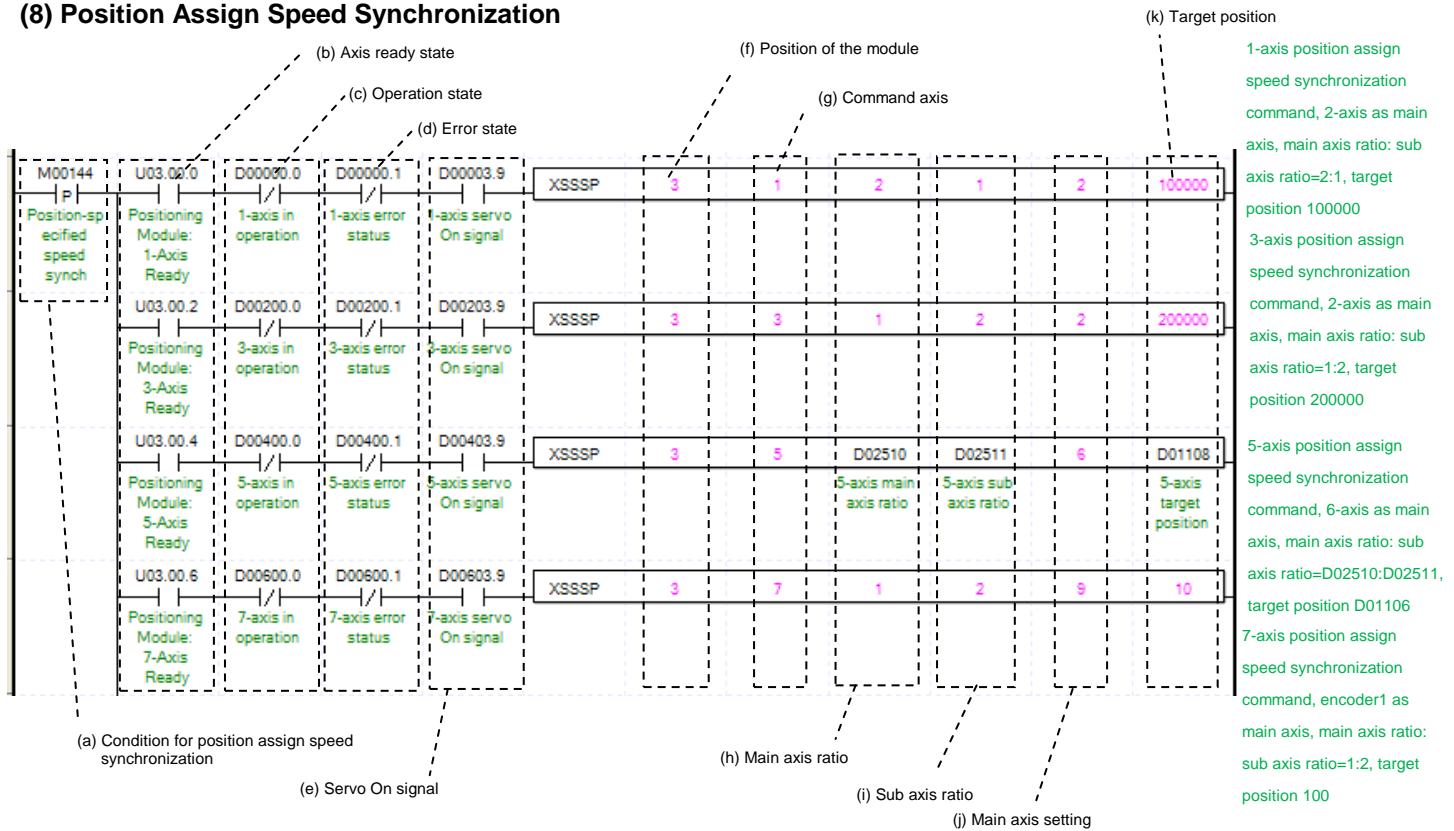 (8) Position Assign Speed Synchronization
(k) Target position
(b) Axis ready state
(f) Position of the module
(c) Operation state
(g) Command axis
(d) Error state
M00144 U03.00.0 D00000.0 D00000.1 D00003.9 XSSSP 3 1 2 1 2 100000
P
Position-sp
ecified
speed
synch
Positioning
Module:
1-Axis
Ready
1-axis in
operation
1-axis error
status
1-axis servo
On signal
U03.00.2 D00200.0 D00200.1 D00203.9 XSSSP 3 3 1 2 2 200000
Positioning
Module:
3-Axis
Ready
3-axis in
operation
3-axis error
status
3-axis servo
On signal
U03.00.4 D00400.0 D00400.1 D00403.9 XSSSP 3 5 D02510 D02511 6 D01108
Positioning
Module:
5-Axis
Ready
5-axis in
operation
5-axis error
status
5-axis servo
On signal
5-axis main
axis ratio
5-axis sub
axis ratio
5-axis
target
position
U03.00.6 D00600.0 D00600.1 D00603.9 XSSSP 3 7 1 2 9 10
Positioning
Module:
7-Axis
Ready
7-axis in
operation
7-axis error
status
7-axis servo
On signal
1-axis position assign
speed synchronization
command, 2-axis as main
axis, main axis ratio: sub
axis ratio=2:1, target
position 100000
3-axis position assign
speed synchronization
command, 2-axis as main
axis, main axis ratio: sub
axis ratio=1:2, target
position 200000
5-axis position assign
speed synchronization
command, 6-axis as main
axis, main axis ratio: sub
axis ratio=D02510:D02511,
target position D01106
7-axis position assign
speed synchronization
command, encoder1 as
main axis, main axis ratio:
sub axis ratio=1:2, target
position 100
(a) Condition for position assign speed
synchronization
(e) Servo On signal
(h) Main axis ratio
(i) Sub axis ratio
(j) Main axis setting